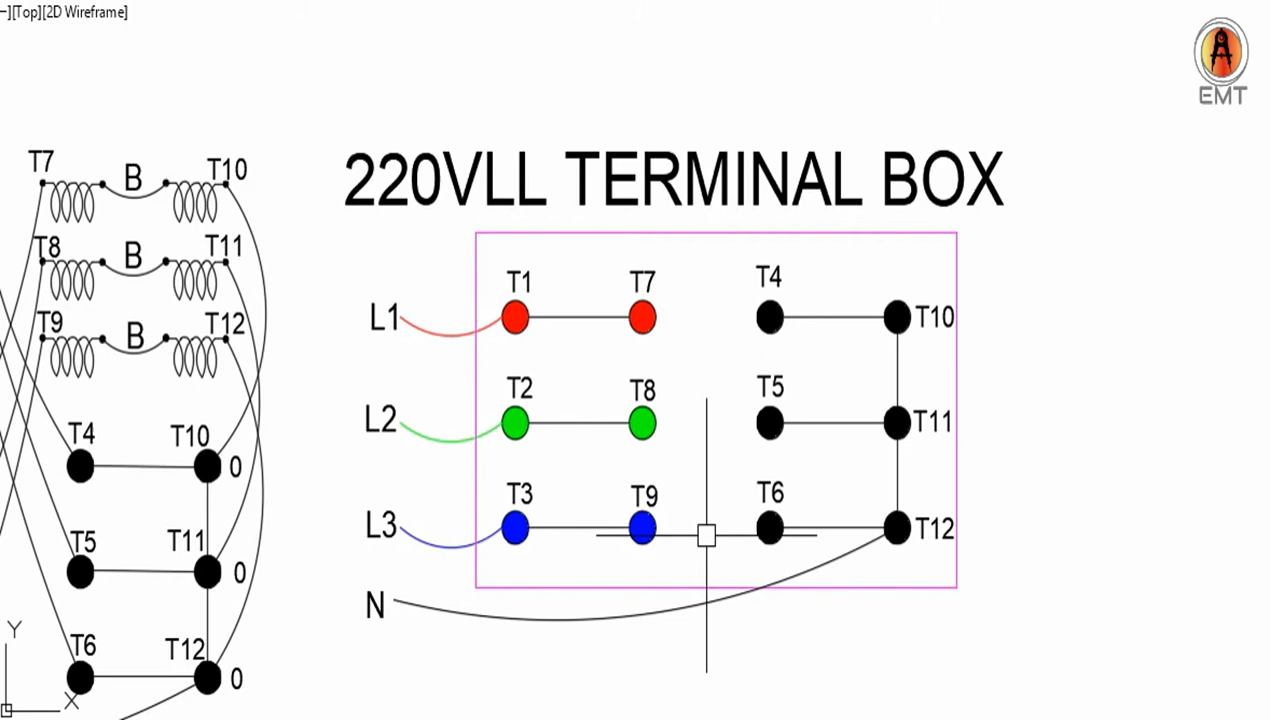 –][Top][2D Wireframe]
EMT
220VLL TERMINAL BOX
T7 B T10
T8 B T11
T9 B T12
T4 T10 0
T5 T11 0
T6 T12 0
Y
X
T1 T7 T4
L1 T10
T2 T8 T5
L2 T11
T3 T9 T6
L3 T12
N